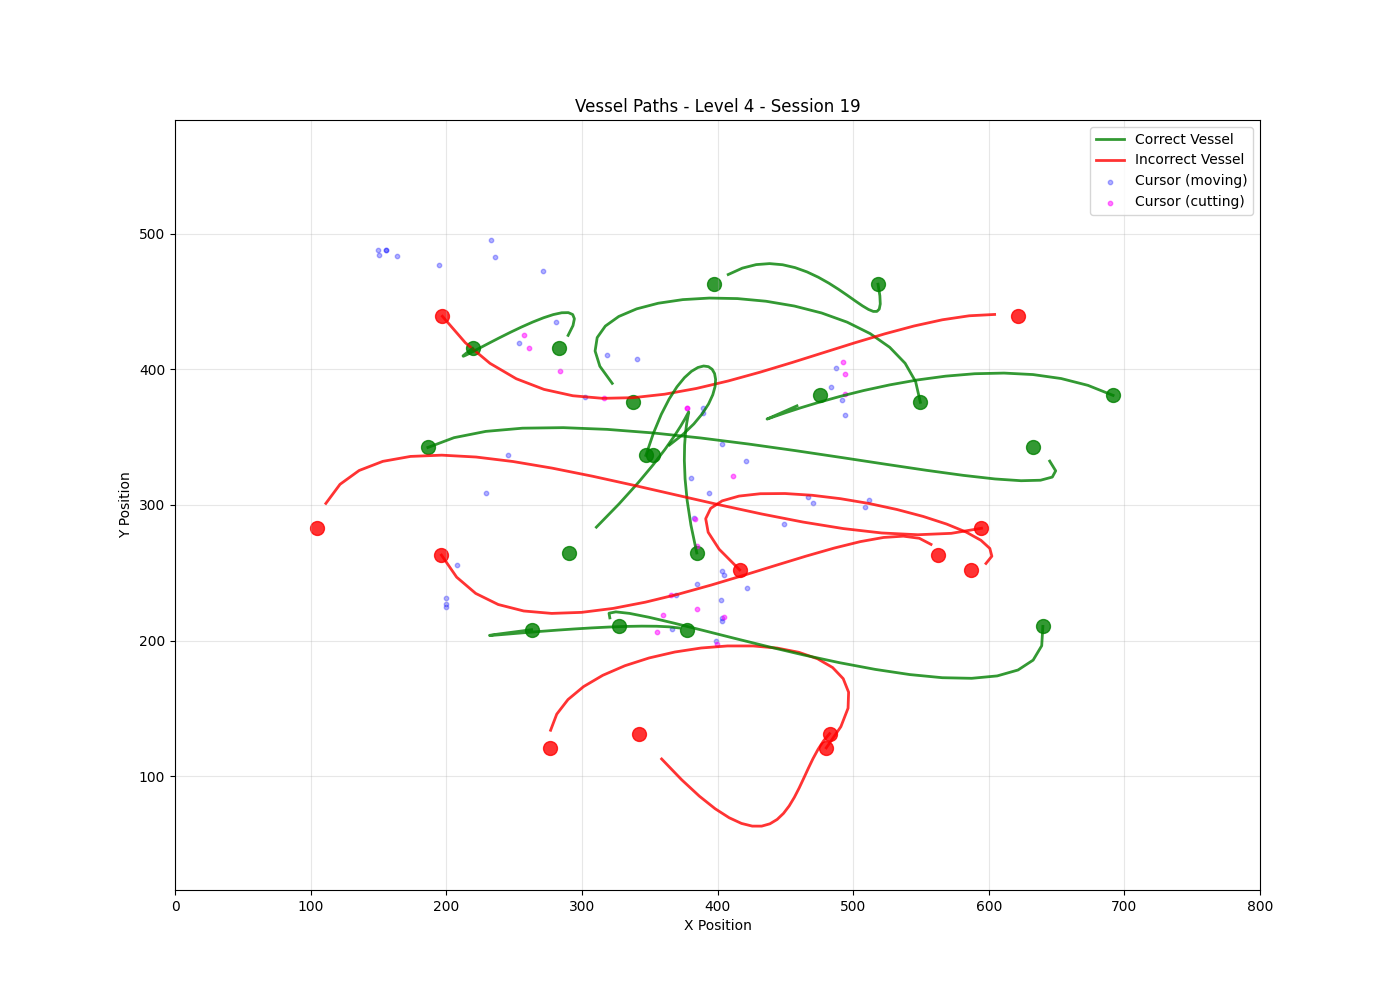 Vessel Paths - Level 4 - Session 19
Correct Vessel
Incorrect Vessel
Cursor (moving)
Cursor (cutting)
500
400
300
200
100
Y Position
0 100 200 300 400 500 600 700 800
X Position